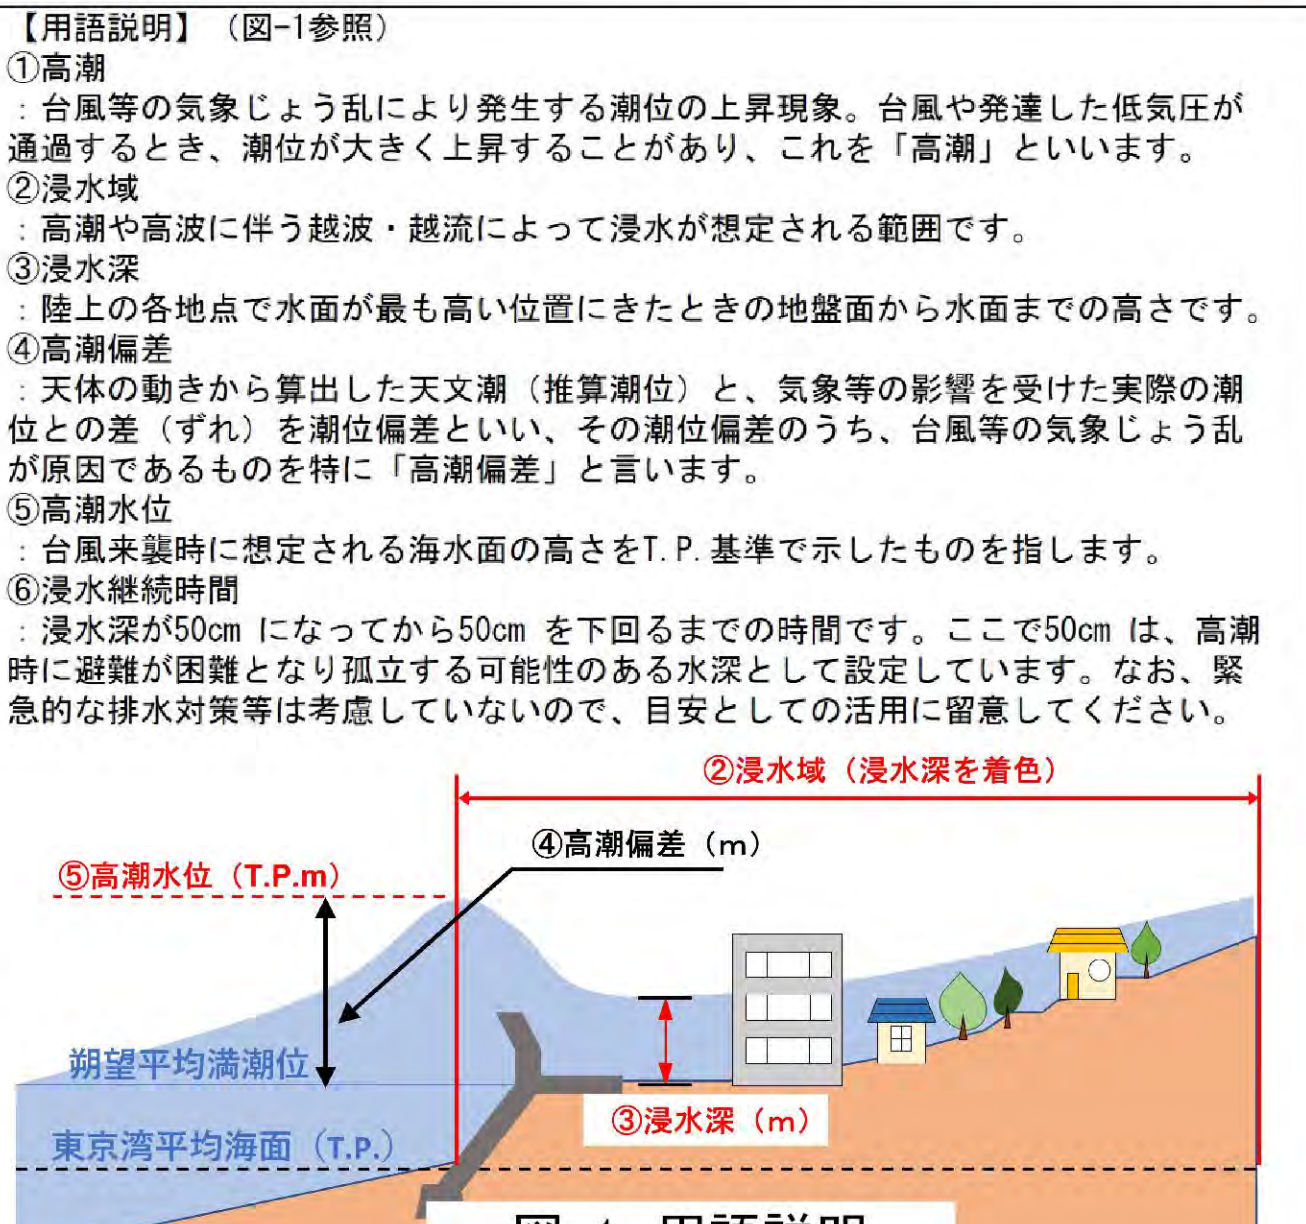 【用語説明】（図-1参照）
①高潮
：台風等の気象じょう乱により発生する潮位の上昇現象。台風や発達した低気圧が
通過するとき、潮位が大きく上昇することがあり、これを「高潮」といいます。
②浸水域
：高潮や高波に伴う越波・越流によって浸水が想定される範囲です。
③浸水深
：陸上の各地点で水面が最も高い位置にきたときの地盤面から水面までの高さです。
④高潮偏差
：天体の動きから算出した天文潮（推算潮位）と、気象等の影響を受けた実際の潮
位との差（ずれ）を潮位偏差といい、その潮位偏差のうち、台風等の気象じょう乱
が原因であるものを特に「高潮偏差」と言います。
⑤高潮水位
：台風来襲時に想定される海水面の高さをT.P.基準で示したものを指します。
⑥浸水継続時間
：浸水深が50cm になってから50cm を下回るまでの時間です。ここで50cm は、高潮
時に避難が困難となり孤立する可能性のある水深として設定しています。なお、緊
急的な排水対策等は考慮していないので、目安としての活用に留意してください。
②浸水域（浸水深を着色）
④高潮偏差（m）
⑤高潮水位（T.P.m）
朔望平均満潮位
③浸水深（m）
東京湾平均海面（T.P.）
図-1 用語説明